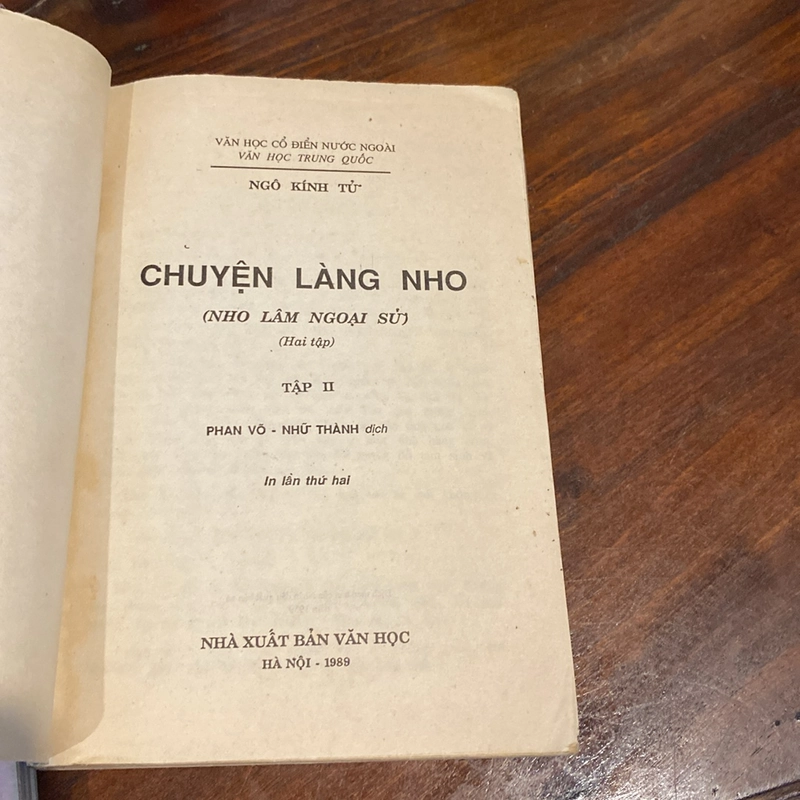 VĂN HỌC CỔ ĐIỂN NƯỚC NGOÀI
VĂN HỌC TRUNG QUỐC
NGÔ KÍNH TỬ
CHUYỆN LÀNG NHO
(NHO LÂM NGOẠI SỬ)
(Hai tập)
TẬP II
PHAN VÕ - NHỮ THÀNH dịch
In lần thứ hai
NHÀ XUẤT BẢN VĂN HỌC
HÀ NỘI - 1989